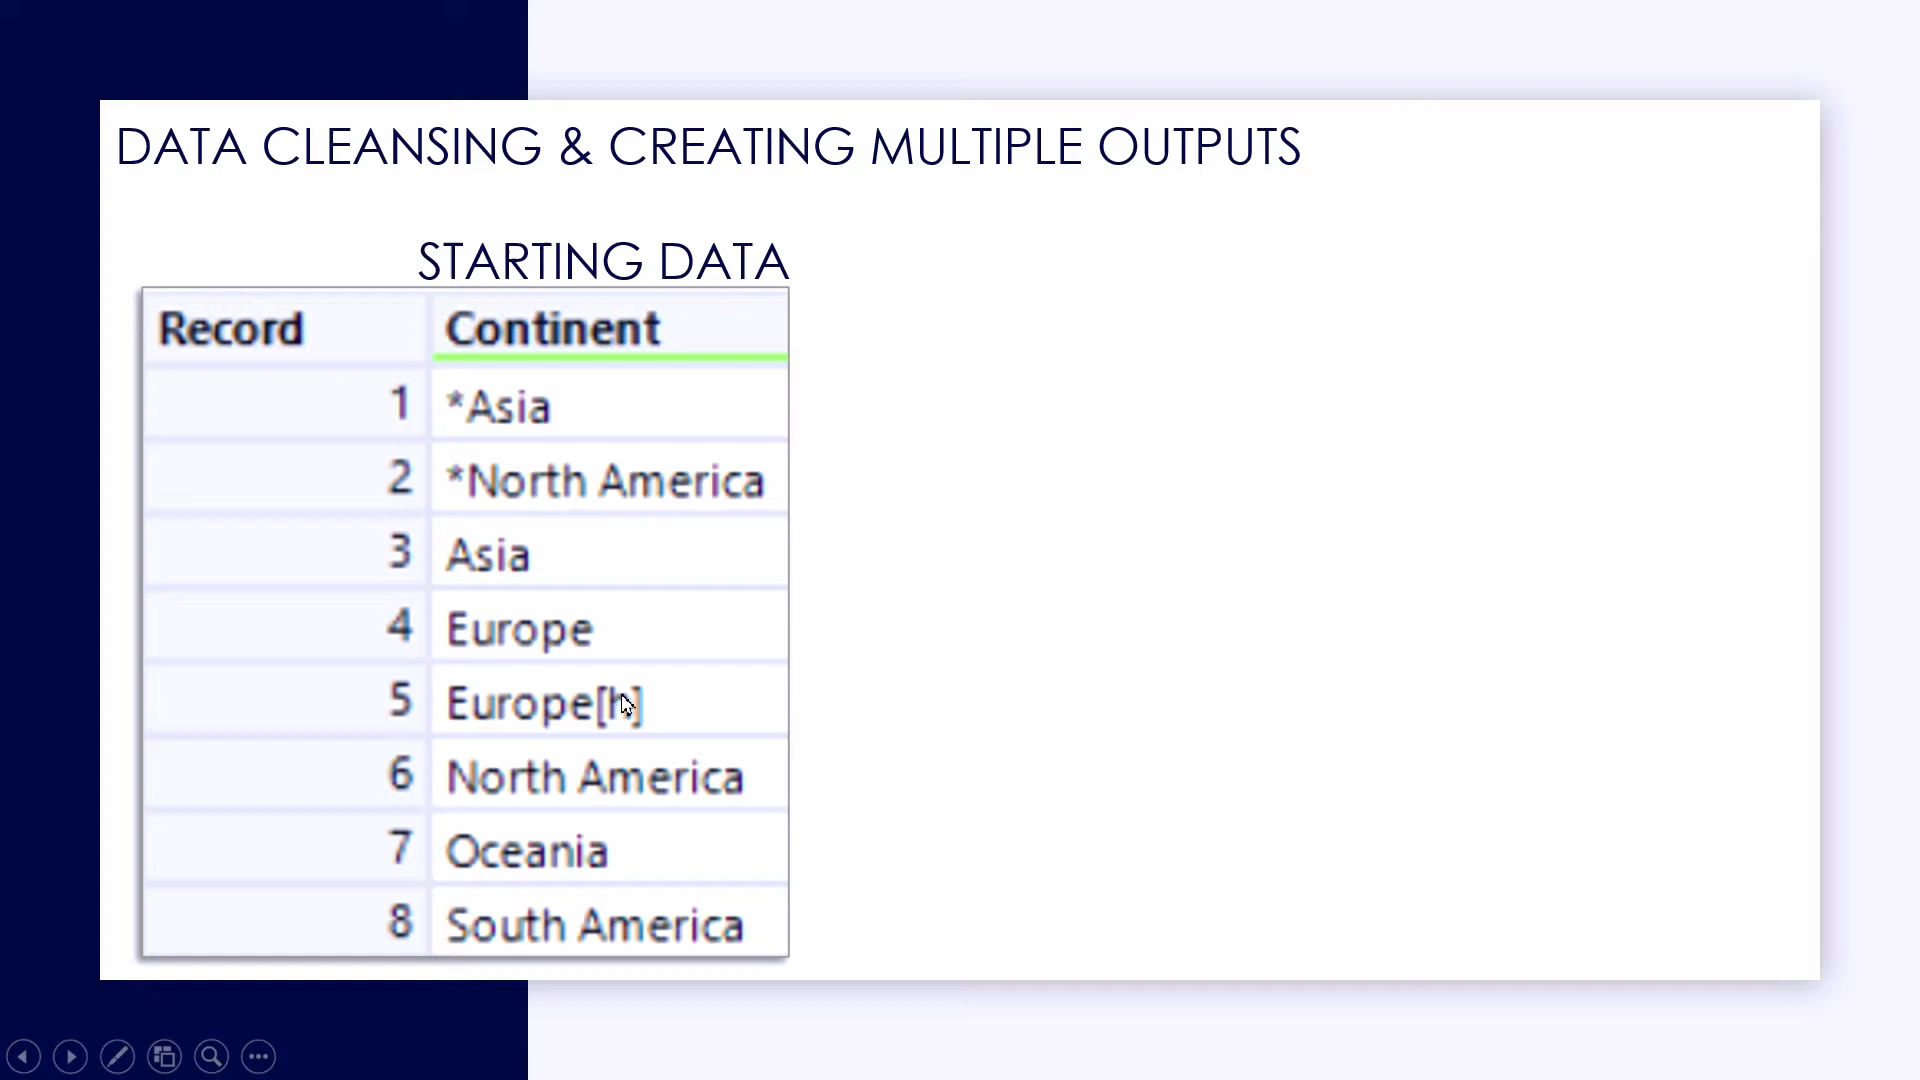 DATA CLEANSING & CREATING MULTIPLE OUTPUTS
STARTING DATA
Record Continent
1 *Asia
2 *North America
3 Asia
4 Europe
5 Europe[h]
6 North America
7 Oceania
8 South America